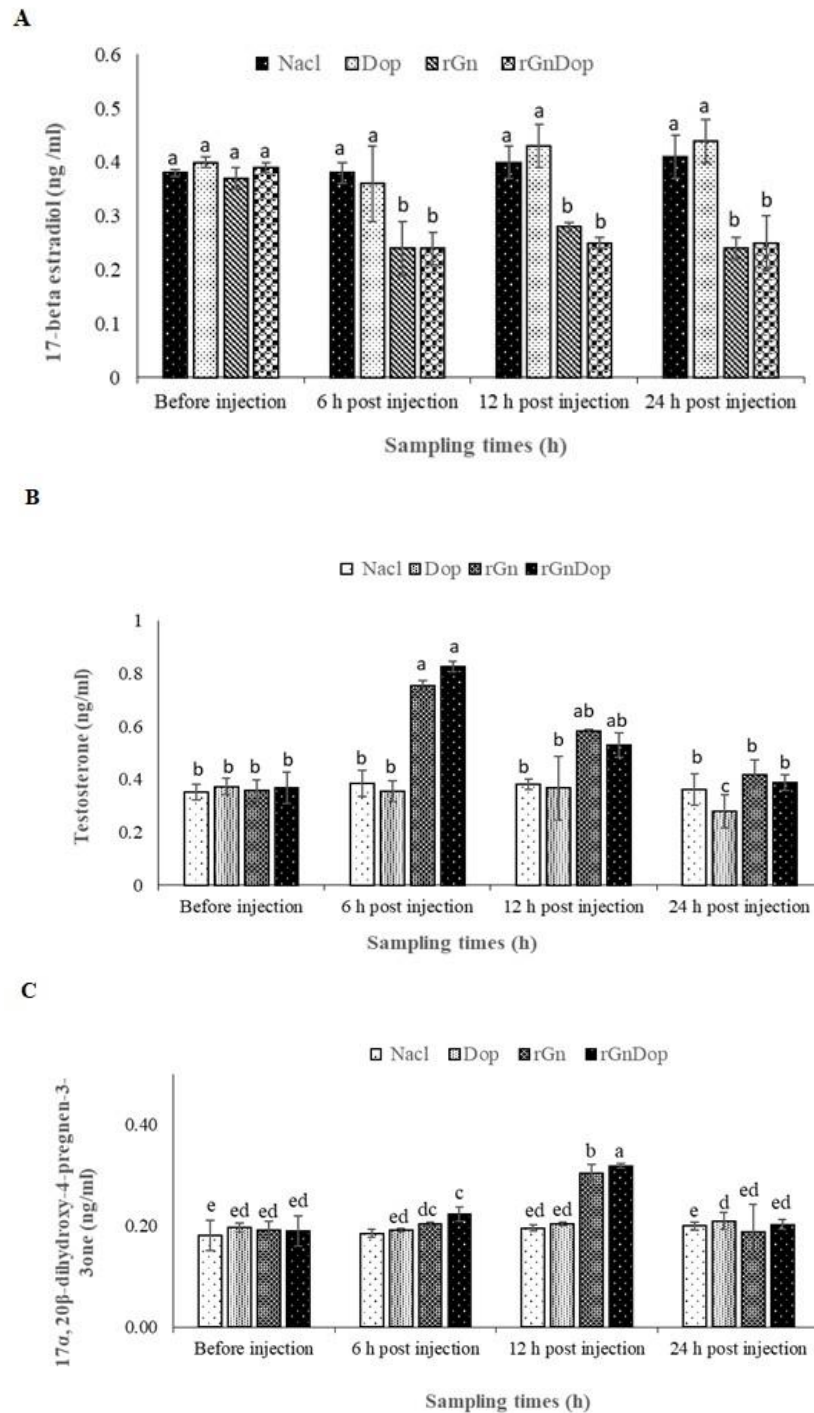 A
0.6
Nacl Dop rGn rGnDop
0.5
0.4
0.3
0.2
0.1
0
17-beta estradiol (ng /ml)
a a a a a a b b a a b b a a b b
Before injection 6 h post injection 12 h post injection 24 h post injection
Sampling times (h)
B
Nacl Dop rGn rGnDop
1
0.8
0.6
0.4
0.2
0
Testosterone (ng/ml)
b b b b b b a a b b ab ab b c b b
Before injection 6 h post injection 12 h post injection 24 h post injection
Sampling times (h)
C
Nacl Dop rGn rGnDop
0.40
0.20
0.00
17α, 20β-dihydroxy-4-pregnen-3-
3one (ng/ml)
e ed ed ed ed dc c ed ed b a e d ed ed
Before injection 6 h post injection 12 h post injection 24 h post injection
Sampling times (h)